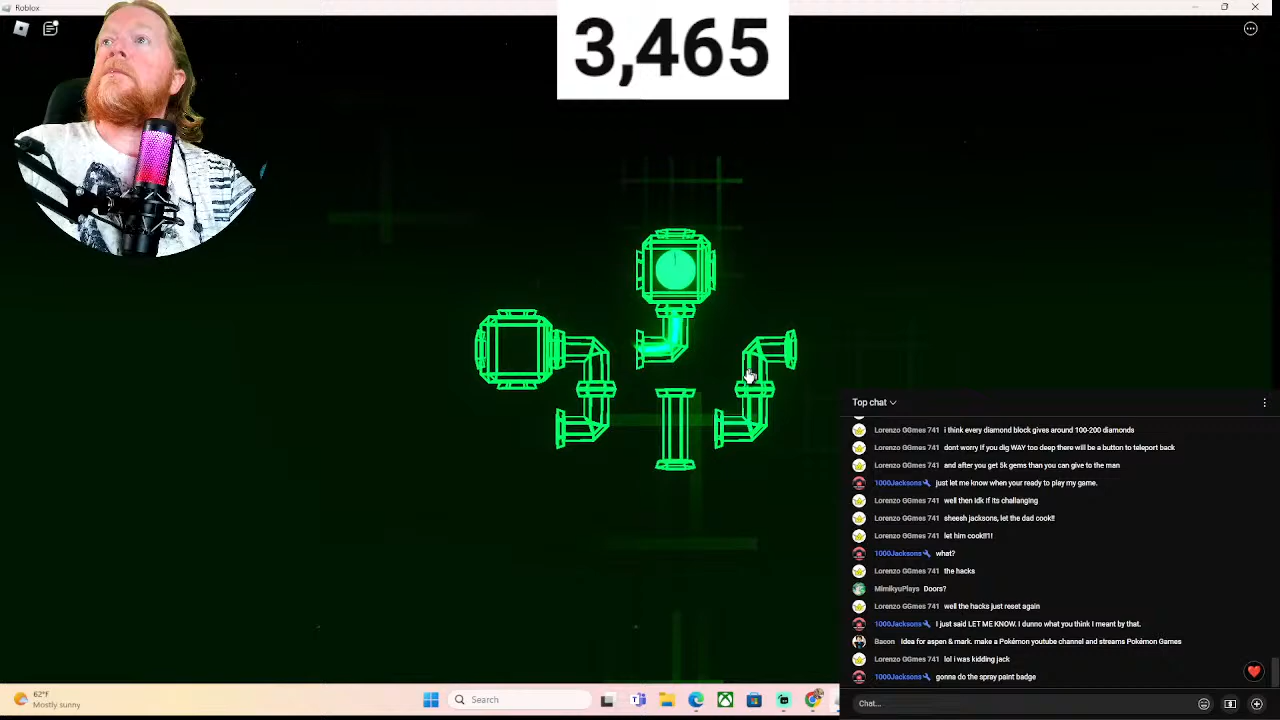 Roblox
3,465
Top chat
Lorenzo GGmes 741 i think every diamond block gives around 100-200 diamonds
Lorenzo GGmes 741 dont worry If you dig WAY too deep there will be a button to teleport back
Lorenzo GGmes 741 and after you get 5k gems than you can give to the man
1000Jacksons just let me know when your ready to play my game.
Lorenzo GGmes 741 well then Idk If its challanging
Lorenzo GGmes 741 sheesh jacksons, let the dad cook!!
Lorenzo GGmes 741 let him cook!!1!
1000Jacksons what?
Lorenzo GGmes 741 the hacks
MimikyuPlays Doors?
Lorenzo GGmes 741 well the hacks just reset again
1000Jacksons I just said LET ME KNOW. I dunno what you think I meant by that.
Bacon Idea for aspen & mark. make a Pokémon youtube channel and streams Pokémon Games
Lorenzo GGmes 741 lol i was kidding jack
1000Jacksons gonna do the spray paint badge
Chat...
62°F
Mostly sunny
Search